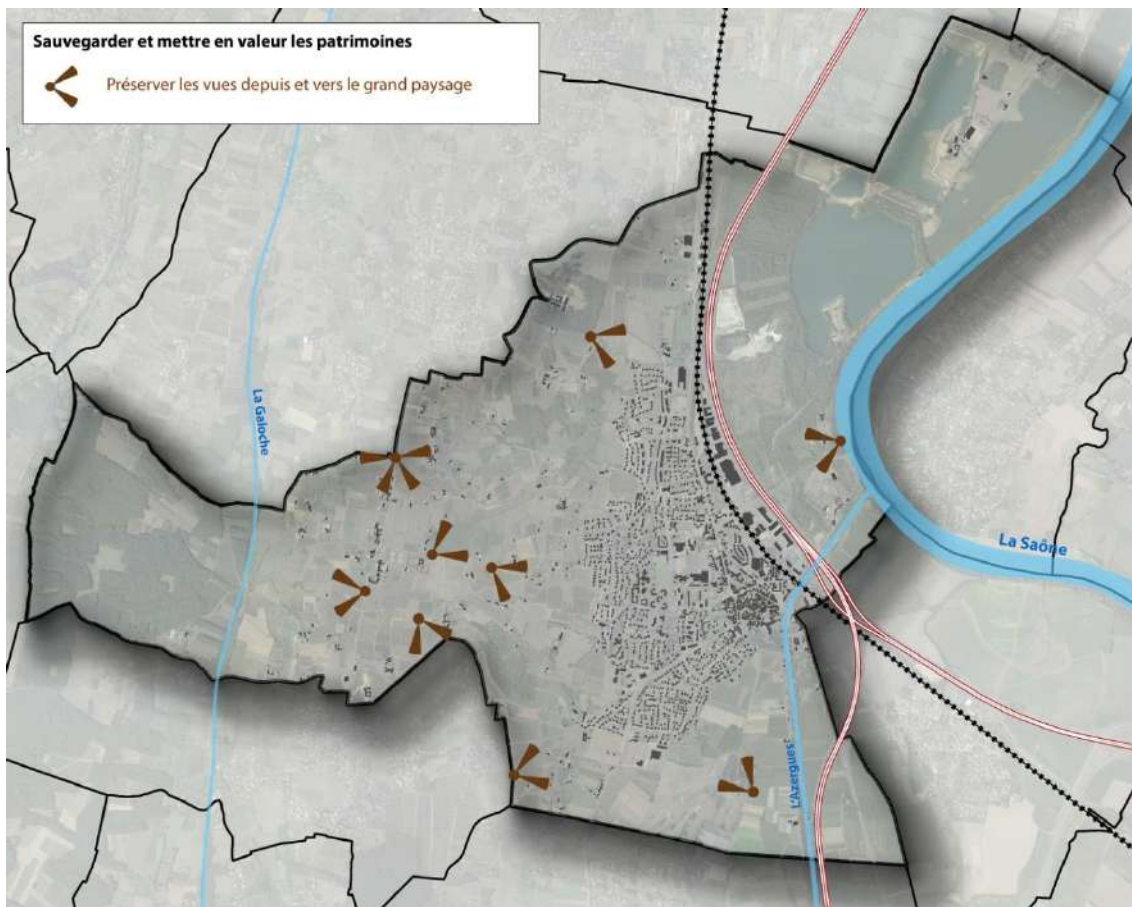 Sauvegarder et mettre en valeur les patrimoines
Préserver les vues depuis et vers le grand paysage
La Galoche
La Saône
L'Azergues